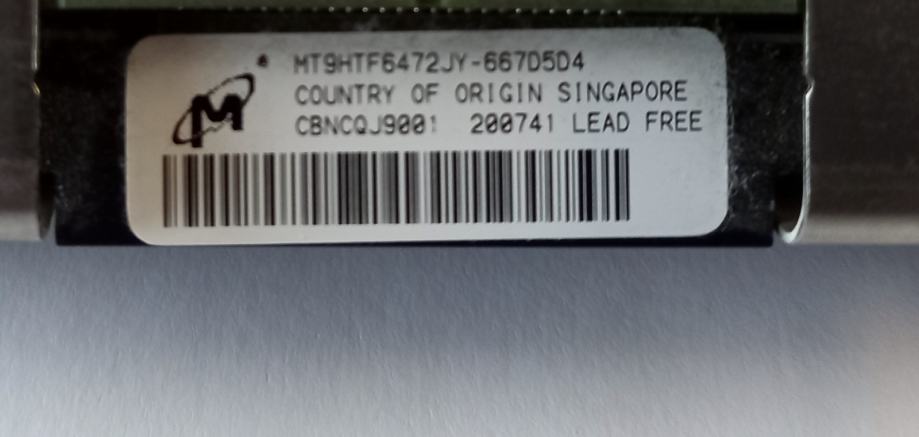 MT9HTF6472JY-667D5D4
COUNTRY OF ORIGIN SINGAPORE
CBNCQJ9001 200741 LEAD FREE